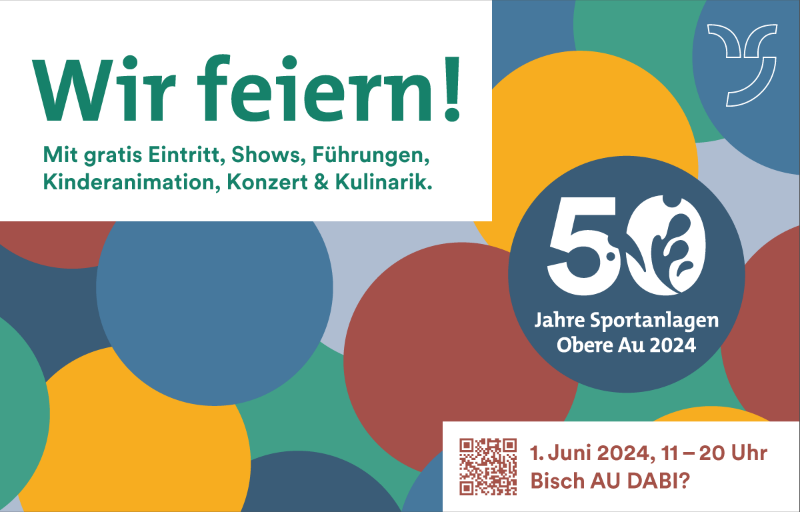 Wir feiern!
Mit gratis Eintritt, Shows, Führungen,
Kinderanimation, Konzert & Kulinarik.
50
Jahre Sportanlagen
Obere Au 2024
1. Juni 2024, 11 – 20 Uhr
Bisch AU DABI?